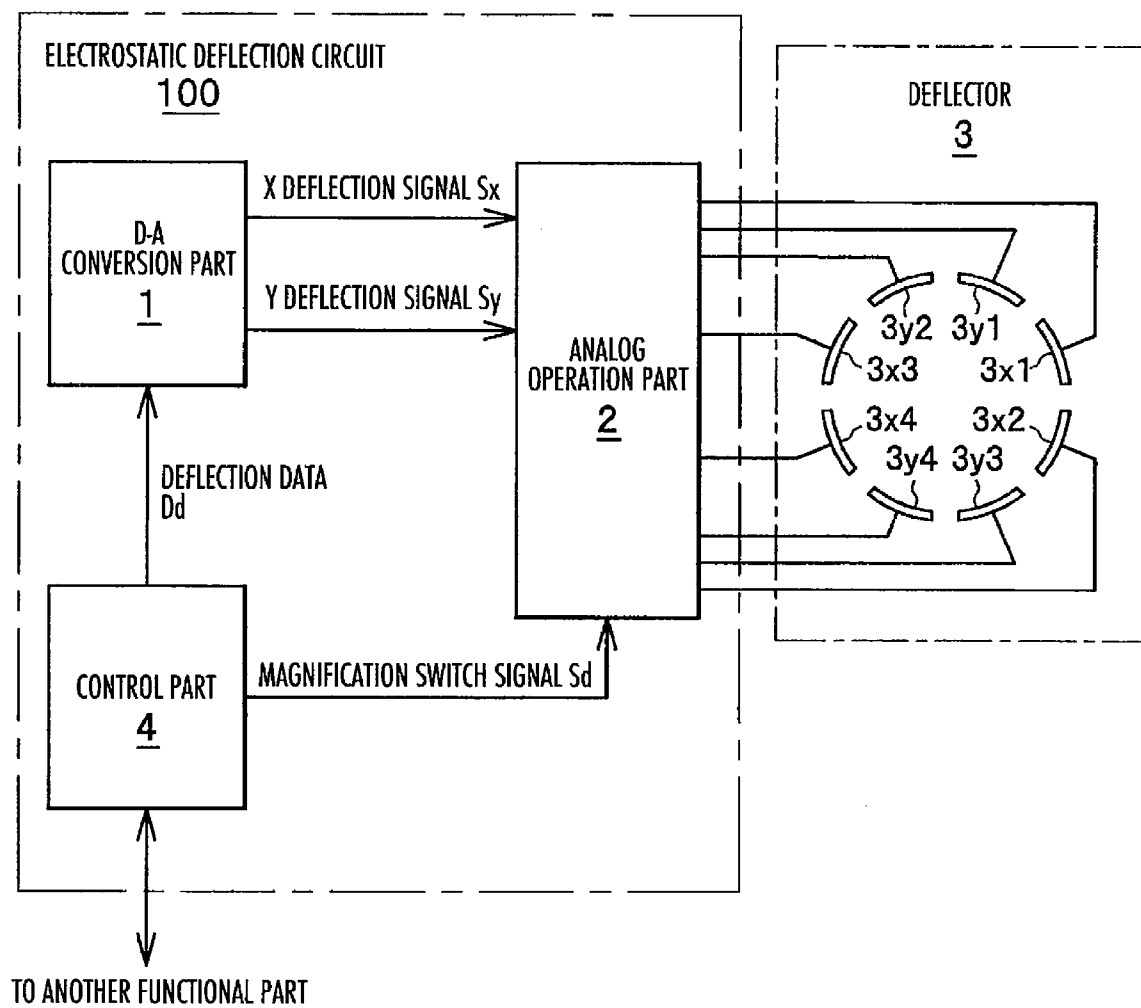 ELECTROSTATIC DEFLECTION CIRCUIT
100
DEFLECTOR
3
D-A
CONVERSION PART
1
X DEFLECTION SIGNAL Sx
Y DEFLECTION SIGNAL Sy
ANALOG
OPERATION PART
2
3y2
3y1
3x3
3x1
3x4
3x2
3y4
3y3
DEFLECTION DATA
Dd
CONTROL PART
4
MAGNIFICATION SWITCH SIGNAL Sd
TO ANOTHER FUNCTIONAL PART